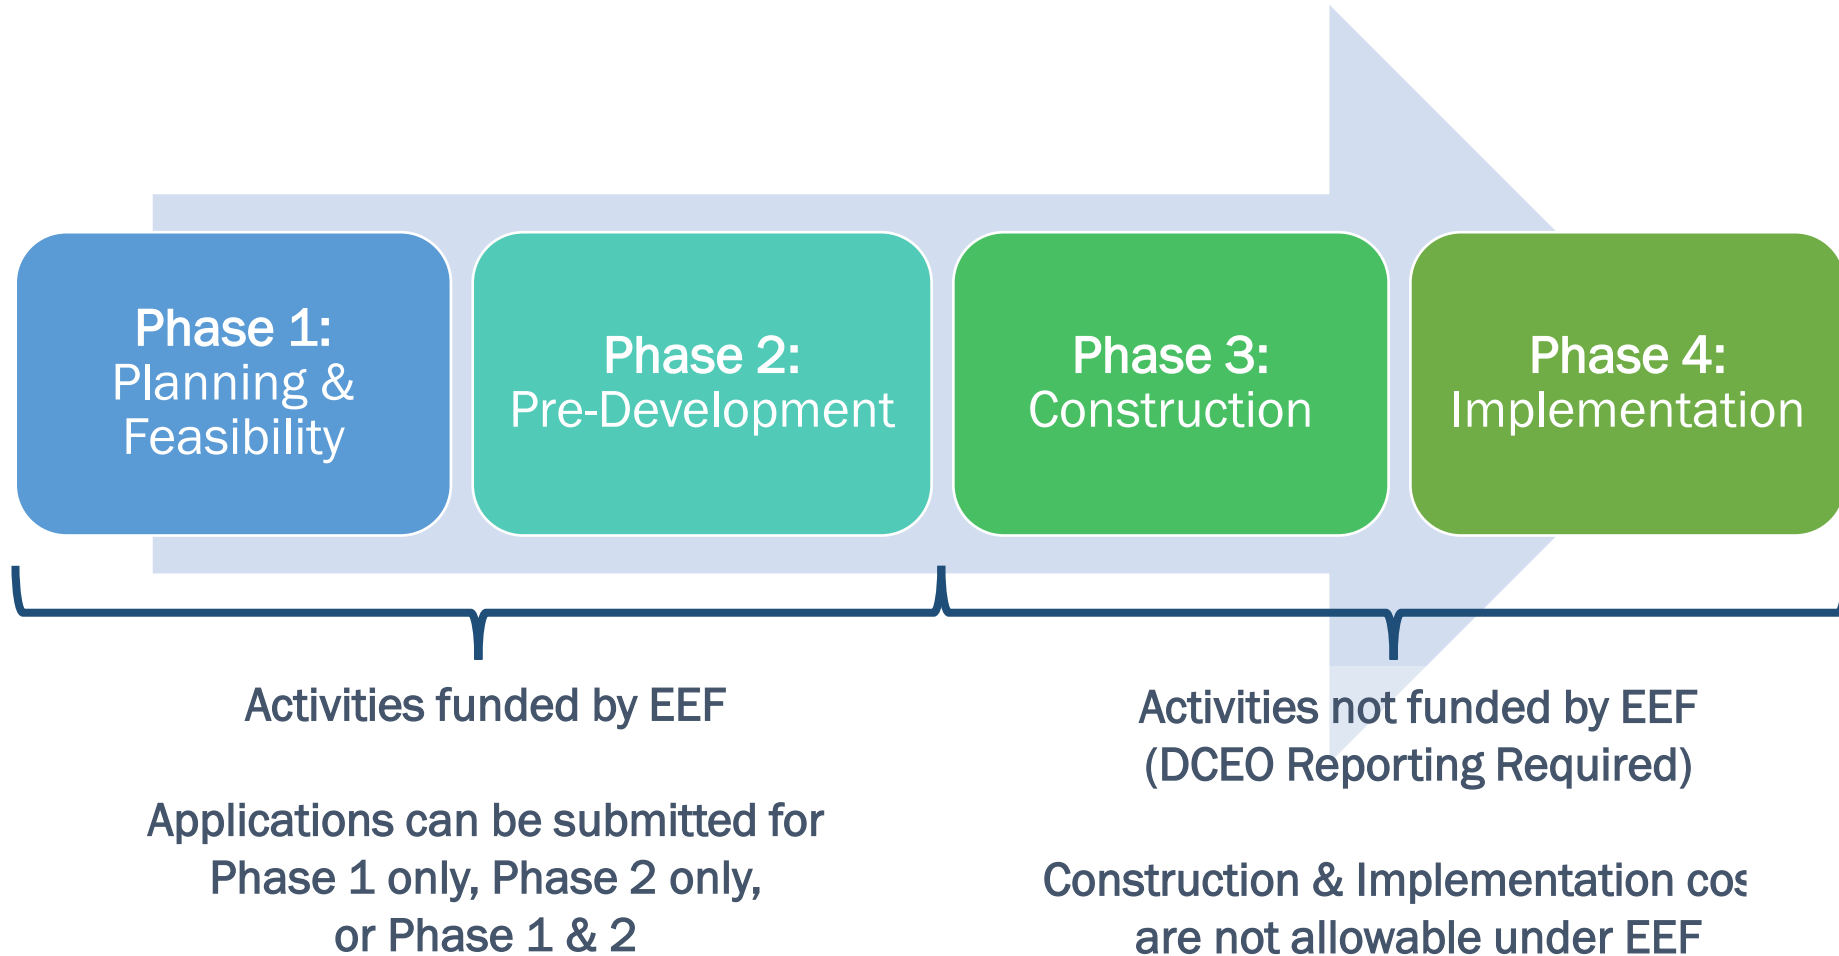 Phase 1:
Planning &
Feasibility
Phase 2:
Pre-Development
Phase 3:
Construction
Phase 4:
Implementation
Activities funded by EEF
Applications can be submitted for
Phase 1 only, Phase 2 only,
or Phase 1 & 2
Activities not funded by EEF
(DCEO Reporting Required)
Construction & Implementation
are not allowable under EEF